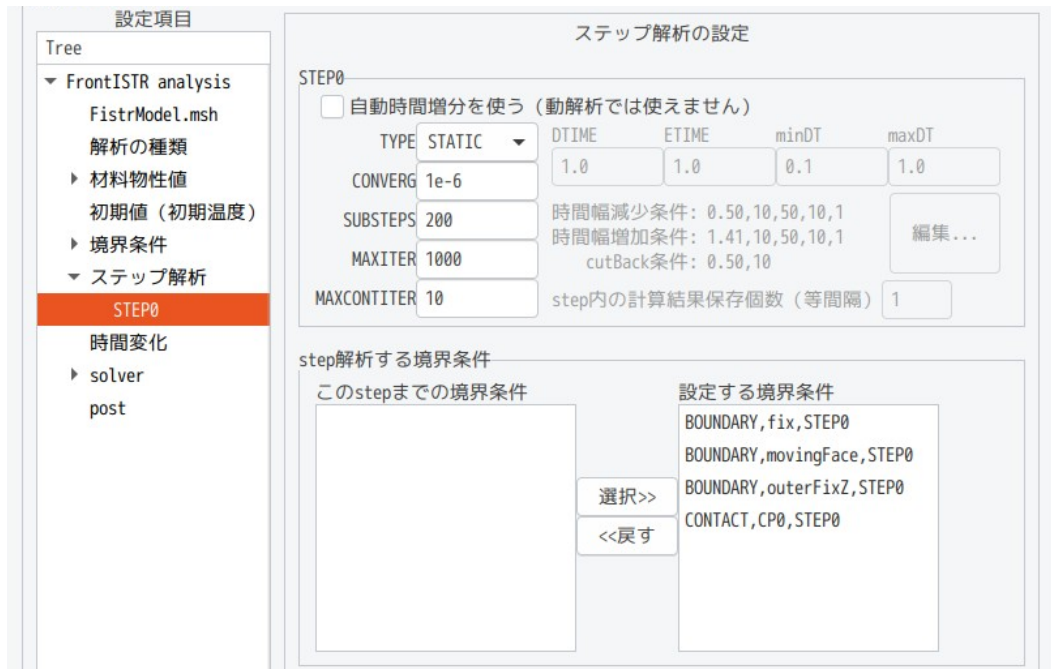 設定項目
Tree
FrontISTR analysis
FistrModel.msh
解析の種類
材料物性値
初期値（初期温度）
境界条件
ステップ解析
STEP0
時間変化
solver
post
ステップ解析の設定
STEP0
自動時間増分を使う（動解析では使えません）
TYPE STATIC
CONVERG 1e-6
SUBSTEPS 200
MAXITER 1000
MAXCONTITER 10
DTIME ETIME minDT maxDT
1.0 1.0 0.1 1.0
時間幅減少条件: 0.50,10,50,10,1
時間幅増加条件: 1.41,10,50,10,1
cutBack条件: 0.50,10
編集...
step内の計算結果保存個数（等間隔） 1
step解析する境界条件
このstepまでの境界条件
選択>>
<<戻す
設定する境界条件
BOUNDARY,fix,STEP0
BOUNDARY,movingFace,STEP0
BOUNDARY,outerFixZ,STEP0
CONTACT,CP0,STEP0